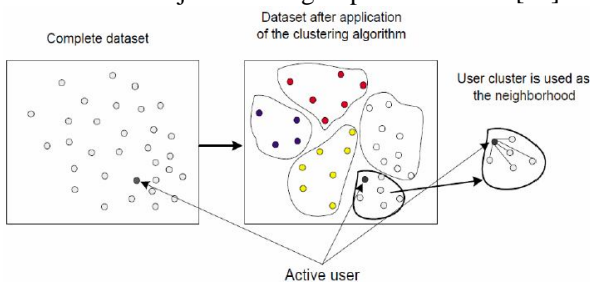 Dataset after application
of the clustering algorithm
Complete dataset
User cluster is used as
the neighborhood
Active user